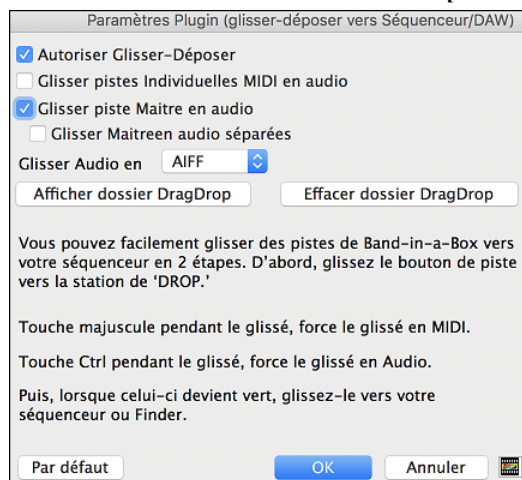 Paramètres Plugin (glisser-déposer vers Séquenceur/DAW)
Autoriser Glisser-Déposer
Glisser pistes Individuelles MIDI en audio
Glisser piste Maitre en audio
Glisser Maitreen audio séparées
Glisser Audio en AIFF
Afficher dossier DragDrop Effacer dossier DragDrop
Vous pouvez facilement glisser des pistes de Band-in-a-Box vers
votre séquenceur en 2 étapes. D'abord, glissez le bouton de piste
vers la station de 'DROP.'
Touche majuscule pendant le glissé, force le glissé en MIDI.
Touche Ctrl pendant le glissé, force le glissé en Audio.
Puis, lorsque celui-ci devient vert, glissez-le vers votre
séquenceur ou Finder.
Par défaut OK Annuler